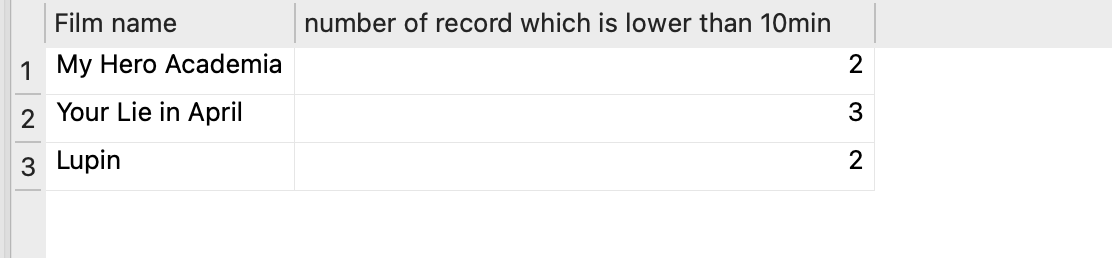 Film name number of record which is lower than 10min
1 My Hero Academia 2
2 Your Lie in April 3
3 Lupin 2